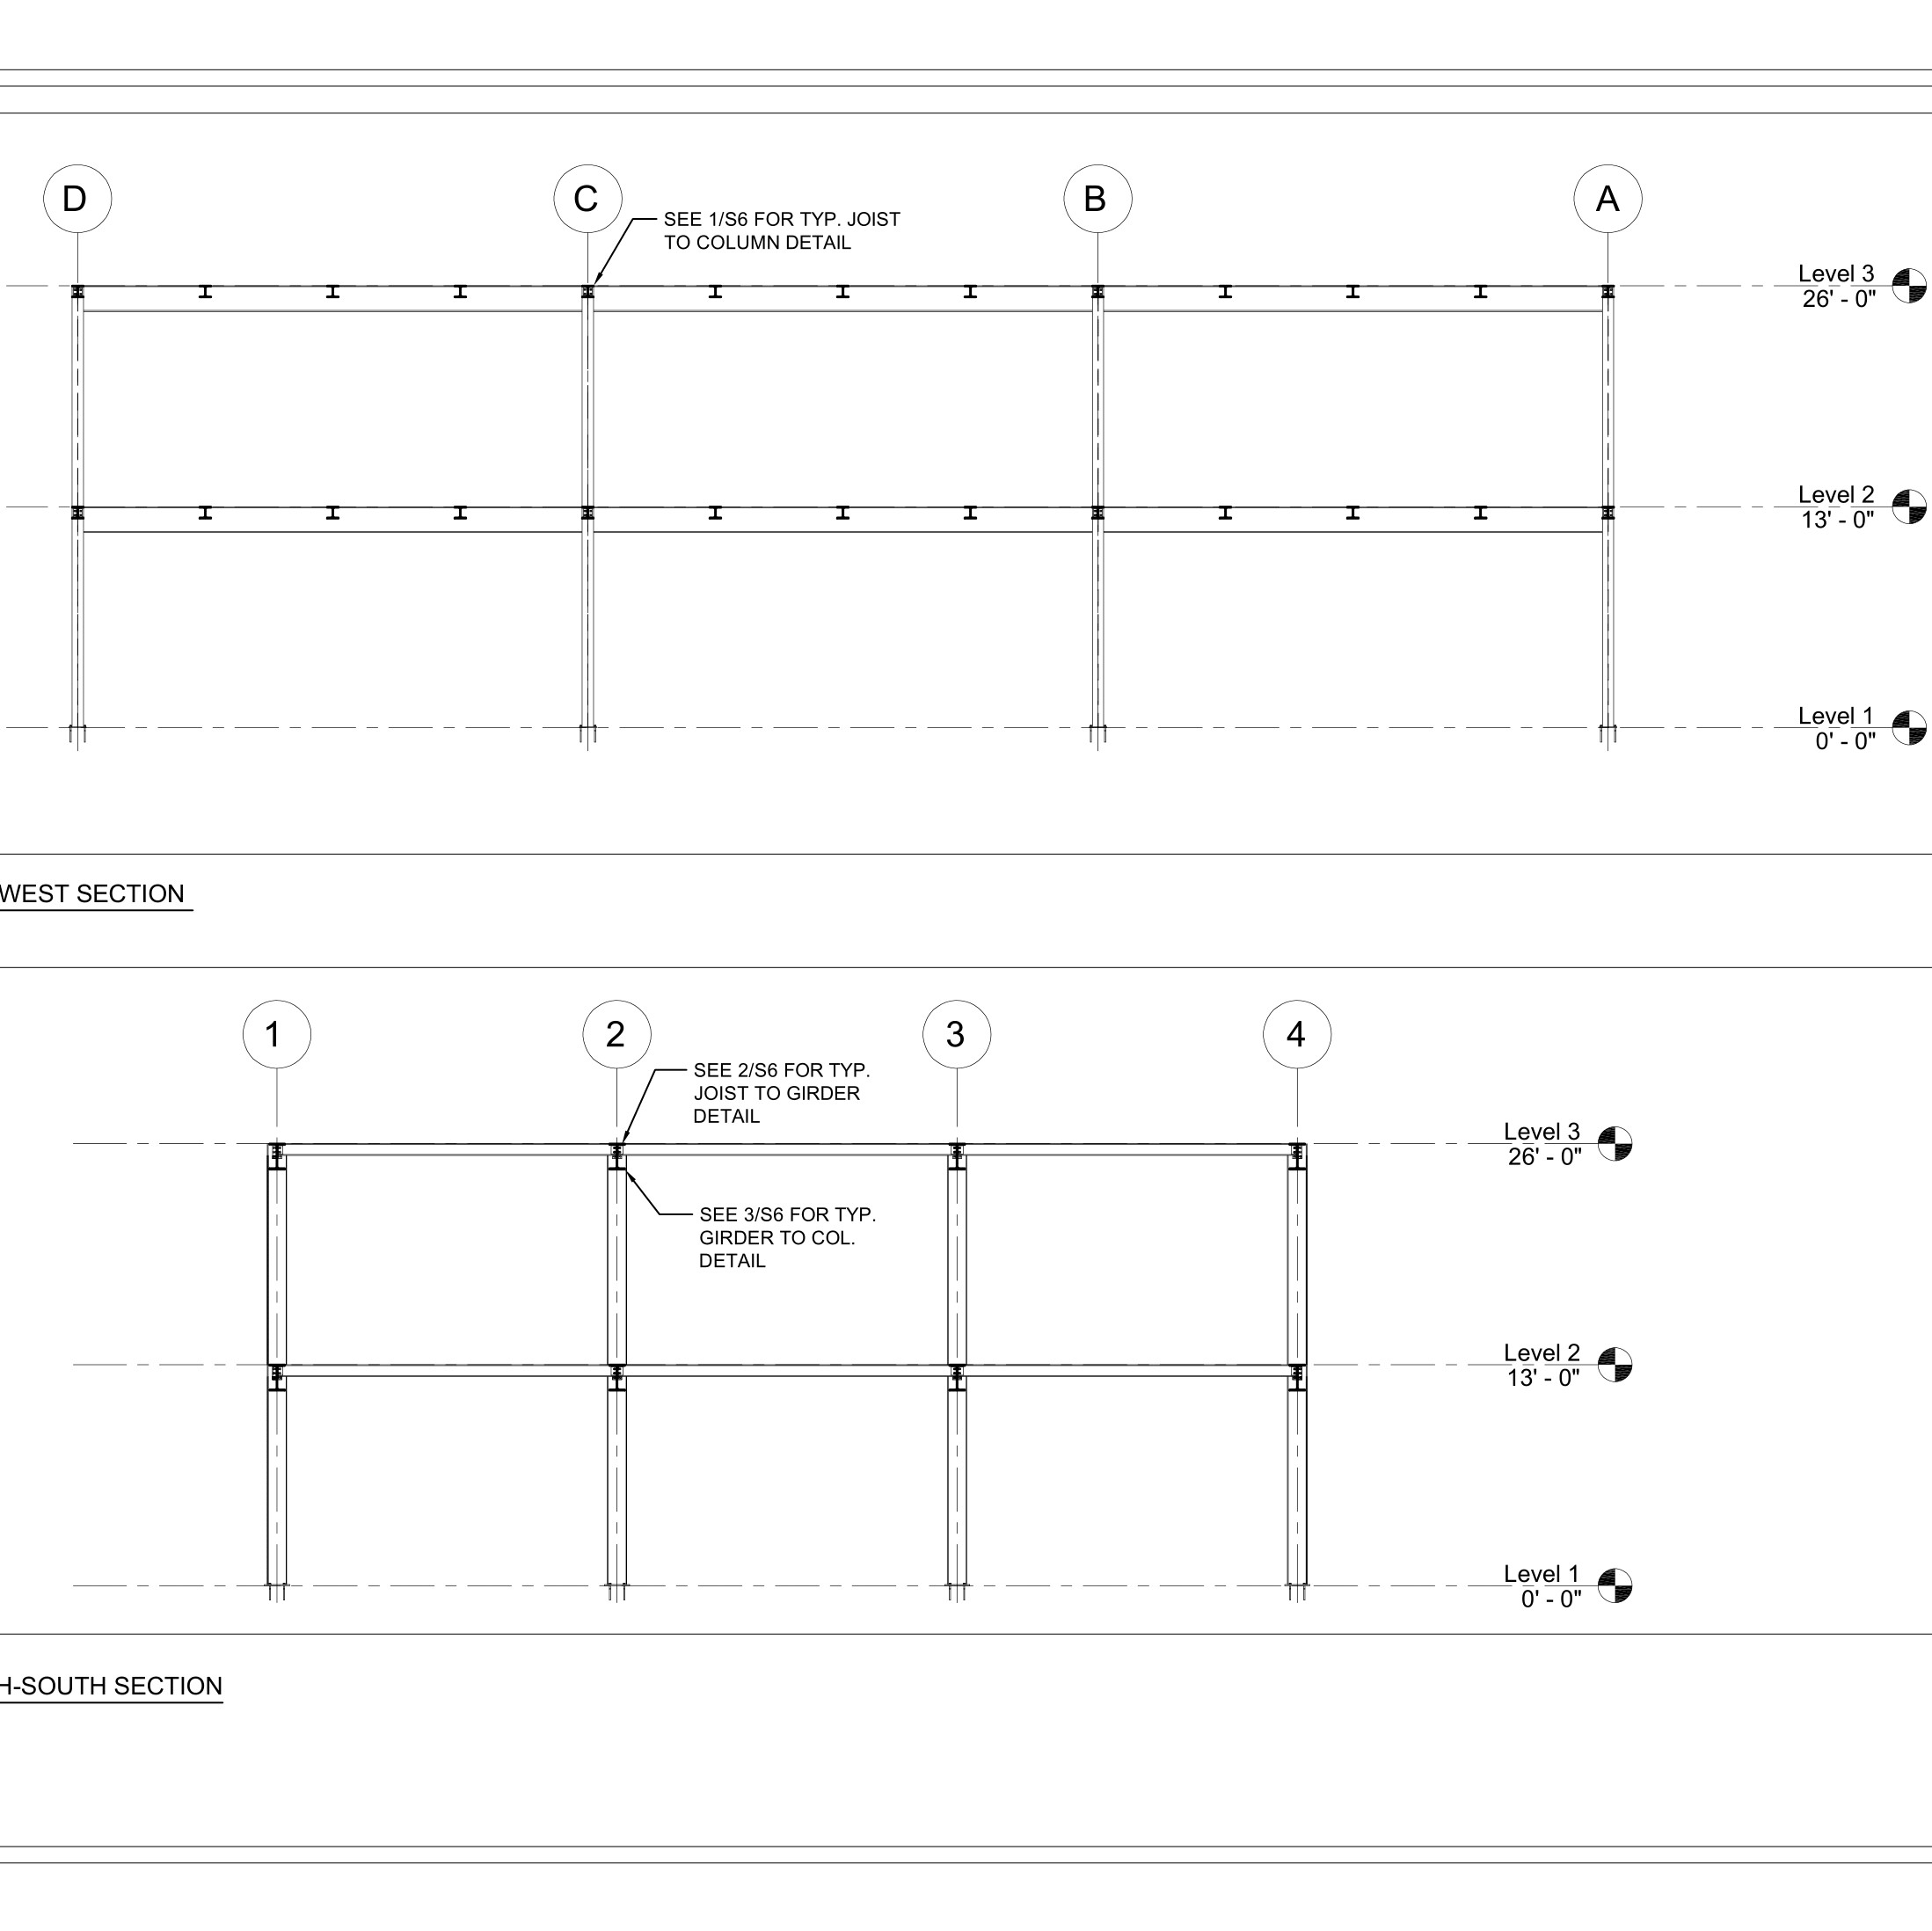 D
C
B
A
SEE 1/S6 FOR TYP. JOIST
TO COLUMN DETAIL
Level 3
26' - 0"
Level 2
13' - 0"
Level 1
0' - 0"
WEST SECTION
1
2
3
4
SEE 2/S6 FOR TYP.
JOIST TO GIRDER
DETAIL
Level 3
26' - 0"
SEE 3/S6 FOR TYP.
GIRDER TO COL.
DETAIL
Level 2
13' - 0"
Level 1
0' - 0"
H-SOUTH SECTION